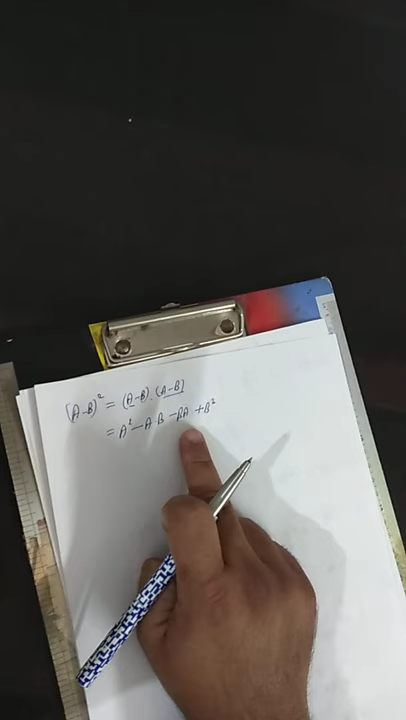 (A-B)² = (A-B).(A-B)
= A² - A.B - BA + B²